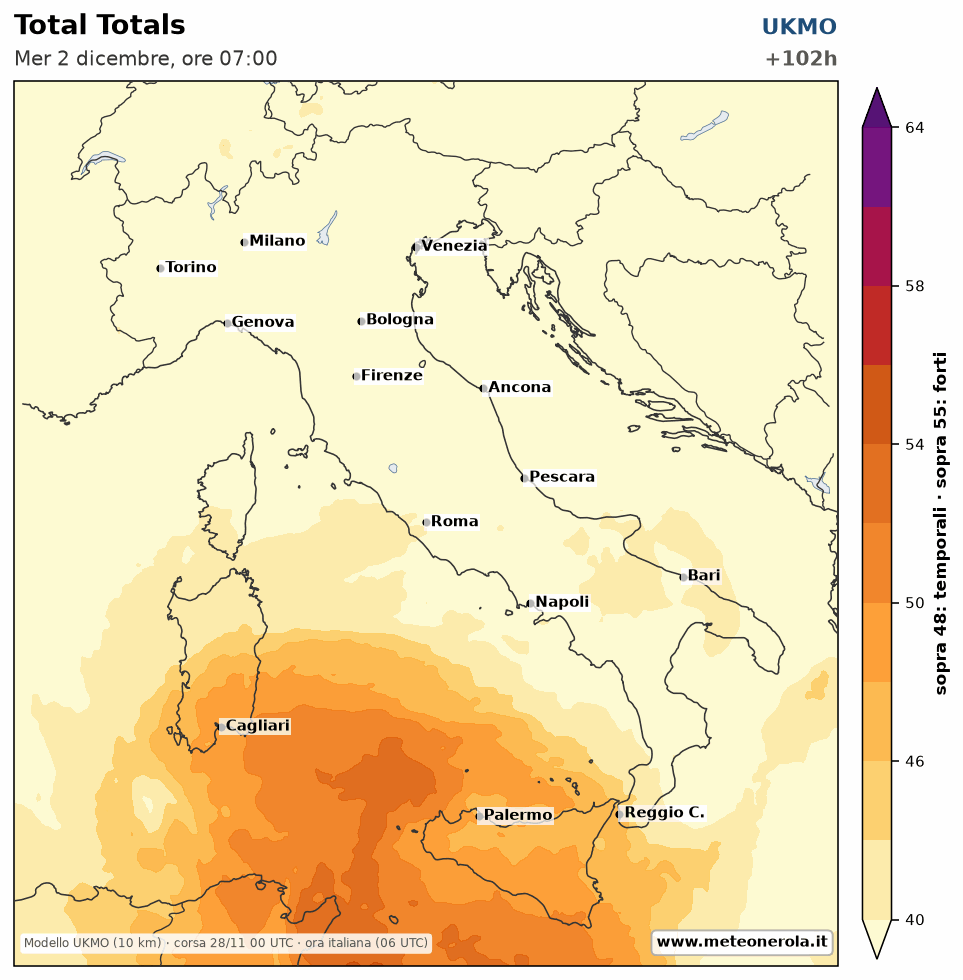 Total Totals
UKMO
Mer 2 dicembre, ore 07:00
+102h
Milano
Venezia
Torino
Genova
Bologna
Firenze
Ancona
Pescara
Roma
Bari
Napoli
Cagliari
Palermo
Reggio C.
64
58
54
50
46
40
sopra 48: temporali · sopra 55: forti
Modello UKMO (10 km) · corsa 28/11 00 UTC · ora italiana (06 UTC)
www.meteonerola.it